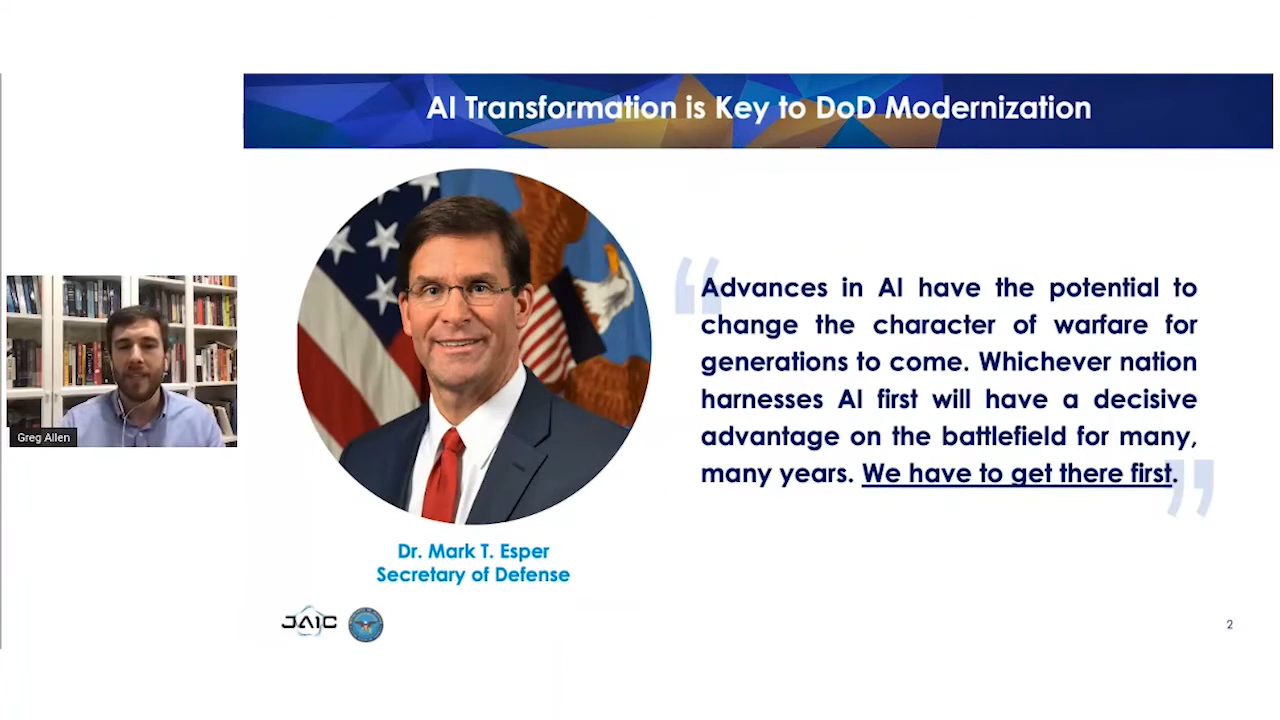 AI Transformation is Key to DoD Modernization
Greg Allen
Dr. Mark T. Esper
Secretary of Defense
“Advances in AI have the potential to
change the character of warfare for
generations to come. Whichever nation
harnesses AI first will have a decisive
advantage on the battlefield for many,
many years. We have to get there first.”
JAIC
2